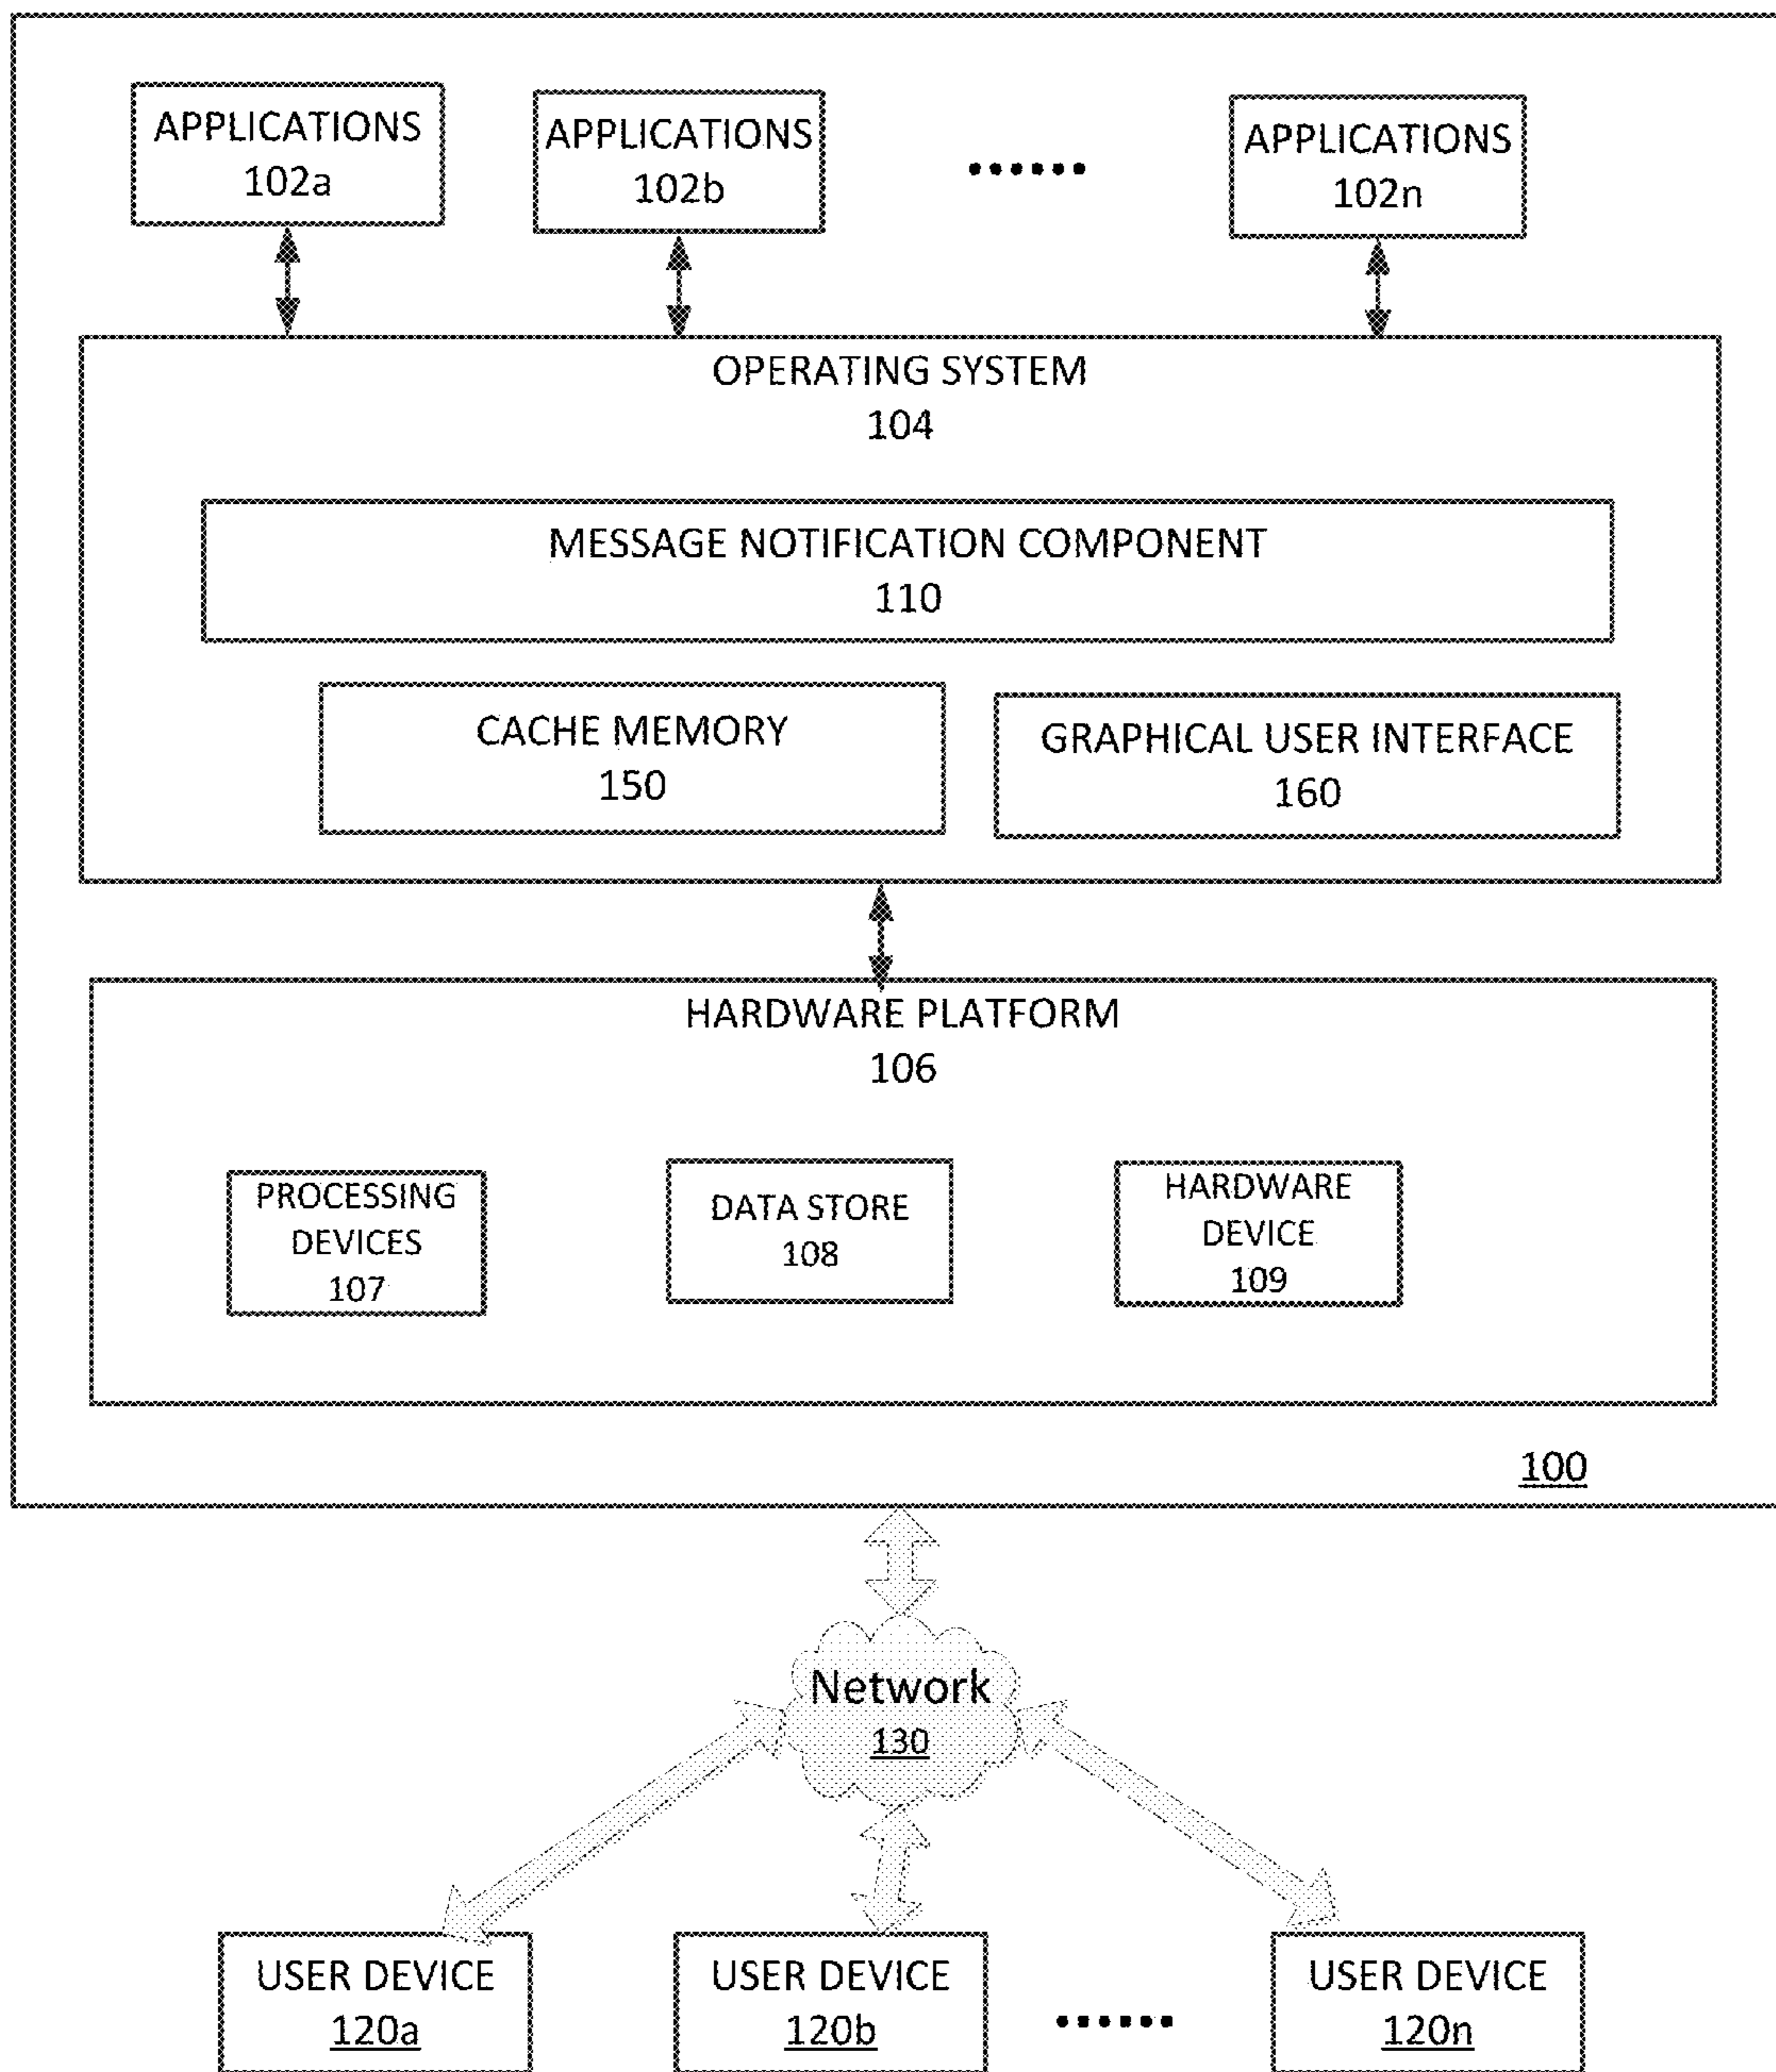 APPLICATIONS
102a
APPLICATIONS
102b
......
APPLICATIONS
102n
OPERATING SYSTEM
104
MESSAGE NOTIFICATION COMPONENT
110
CACHE MEMORY
150
GRAPHICAL USER INTERFACE
160
HARDWARE PLATFORM
106
PROCESSING
DEVICES
107
DATA STORE
108
HARDWARE
DEVICE
109
100
Network
130
USER DEVICE
120a
USER DEVICE
120b
......
USER DEVICE
120n